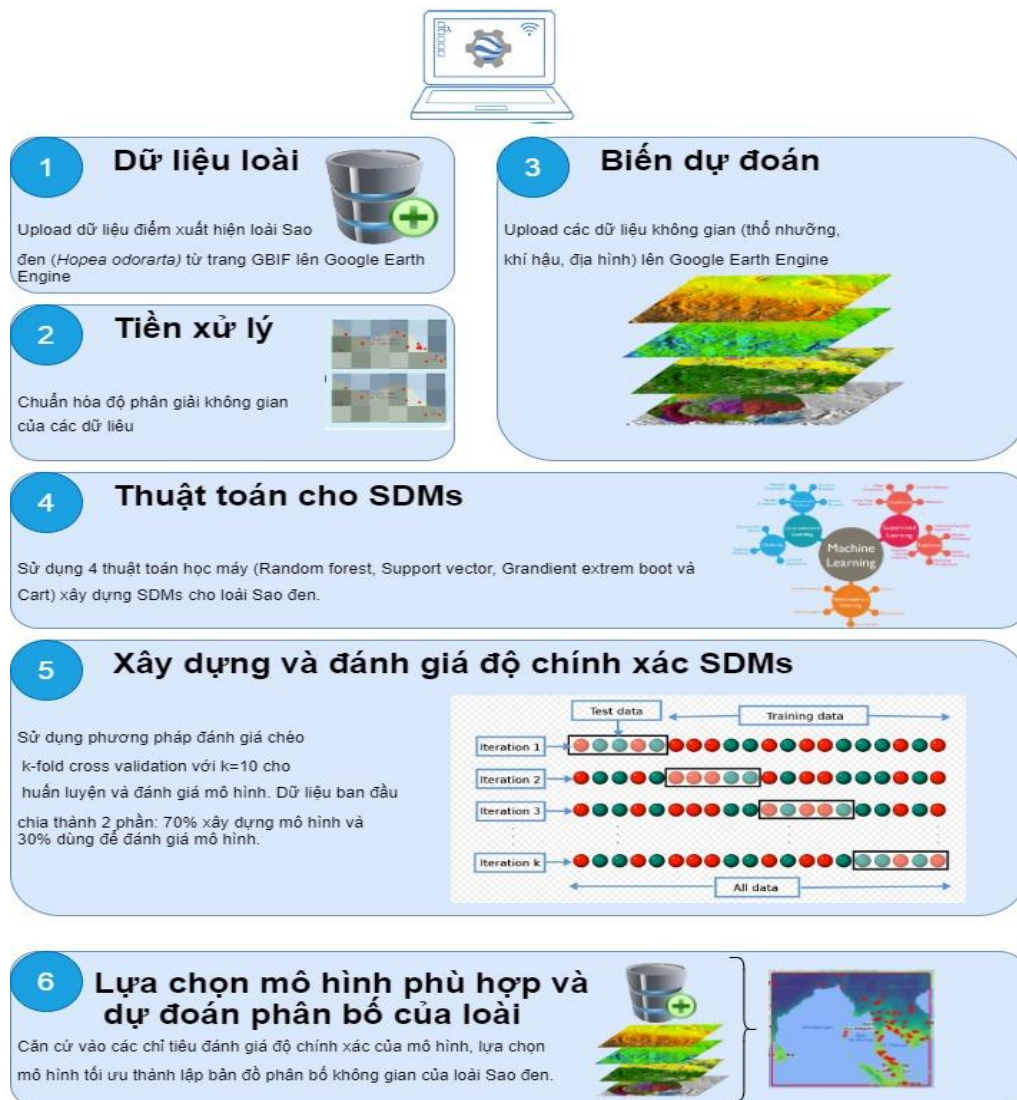 1
Dữ liệu loài
Upload dữ liệu điểm xuất hiện loài Sao
đen (Hopea odorarta) từ trang GBIF lên Google Earth
Engine
2
Tiền xử lý
Chuẩn hóa độ phân giải không gian
của các dữ liêu
3
Biến dự đoán
Upload các dữ liệu không gian (thổ nhưỡng,
khí hậu, địa hình) lên Google Earth Engine
4
Thuật toán cho SDMs
Sử dụng 4 thuật toán học máy (Random forest, Support vector, Grandient extrem boot và
Cart) xây dựng SDMs cho loài Sao đen.
Machine
Learning
Supervised
Learning
5
Xây dựng và đánh giá độ chính xác SDMs
Sử dụng phương pháp đánh giá chéo
k-fold cross validation với k=10 cho
huấn luyện và đánh giá mô hình. Dữ liệu ban đầu
chia thành 2 phần: 70% xây dựng mô hình và
30% dùng để đánh giá mô hình.
Test data
Training data
Iteration 1
Iteration 2
Iteration 3
Iteration k
All data
6
Lựa chọn mô hình phù hợp và
dự đoán phân bố của loài
Căn cứ vào các chỉ tiêu đánh giá độ chính xác của mô hình, lựa chọn
mô hình tối ưu thành lập bản đồ phân bố không gian của loài Sao đen.